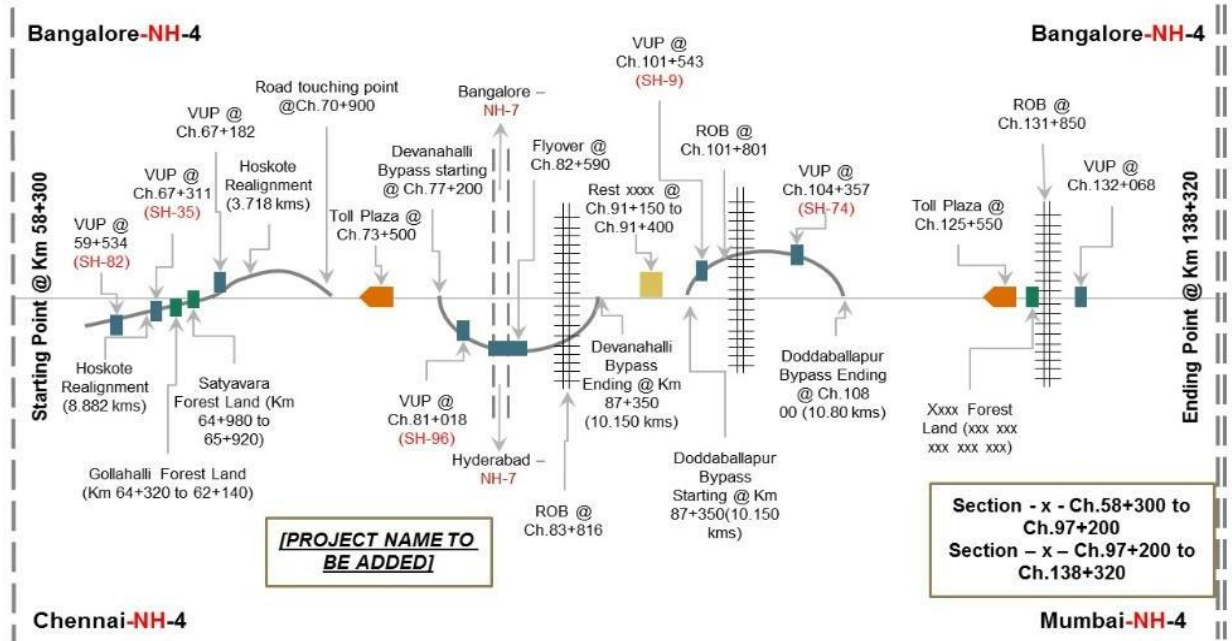 Bangalore-NH-4
Bangalore-NH-4
Starting Point @ Km 58+300
VUP @
59+534
(SH-82)
VUP @
Ch.67+311
(SH-35)
VUP @
Ch.67+182
Hoskote
Realignment
(3.718 kms)
Road touching point
@Ch.70+900
Toll Plaza @
Ch.73+500
Devanahalli
Bypass starting
@ Ch.77+200
Bangalore –
NH-7
Flyover @
Ch.82+590
Rest xxxx @
Ch.91+150 to
Ch.91+400
VUP @
Ch.101+543
(SH-9)
ROB @
Ch.101+801
VUP @
Ch.104+357
(SH-74)
Toll Plaza @
Ch.125+550
ROB @
Ch.131+850
VUP @
Ch.132+068
Ending Point @ Km 138+320
Hoskote
Realignment
(8.882 kms)
Gollahalli Forest Land
(Km 64+320 to 62+140)
Satyavara
Forest Land (Km
64+980 to
65+920)
VUP @
Ch.81+018
(SH-96)
Hyderabad –
NH-7
ROB @
Ch.83+816
Devanahalli
Bypass
Ending @ Km
87+350
(10.150 kms)
Doddaballapur
Bypass
Starting @ Km
87+350(10.150
kms)
Doddaballapur
Bypass Ending
@ Ch.108
00 (10.80 kms)
Xxxx Forest
Land (xxx xxx
xxx xxx xxx)
[PROJECT NAME TO
BE ADDED]
Section - x - Ch.58+300 to
Ch.97+200
Section – x – Ch.97+200 to
Ch.138+320
Chennai-NH-4
Mumbai-NH-4